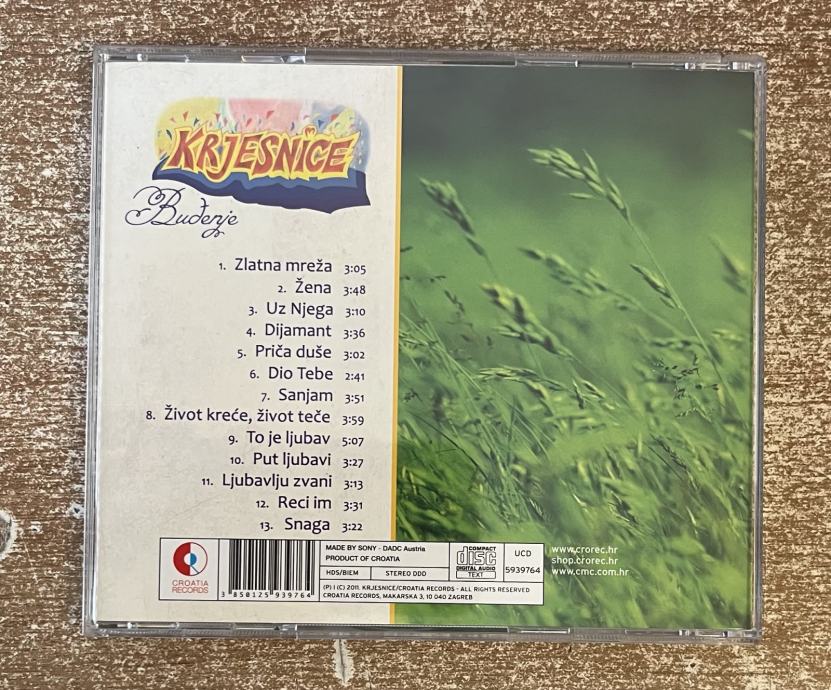 KRJESNICE
Buđenje
1. Zlatna mreža 3:05
2. Žena 3:48
3. Uz Njega 3:10
4. Dijamant 3:36
5. Priča duše 3:02
6. Dio Tebe 2:41
7. Sanjam 3:51
8. Život kreće, život teče 3:59
9. To je ljubav 5:07
10. Put ljubavi 3:27
11. Ljubavlju zvani 3:13
12. Reci im 3:31
13. Snaga 3:22
CROATIA
RECORDS
3 850125 939764
MADE BY SONY - DADC Austria
PRODUCT OF CROATIA
HDS/BIEM STEREO DDD
(P) I (C) 2011. KRJESNICE/CROATIA RECORDS - ALL RIGHTS RESERVED
CROATIA RECORDS, MAKARSKA 3, 10 040 ZAGREB
COMPACT
disc
DIGITAL AUDIO
TEXT
UCD
5939764
www.crorec.hr
shop.crorec.hr
www.cmc.com.hr